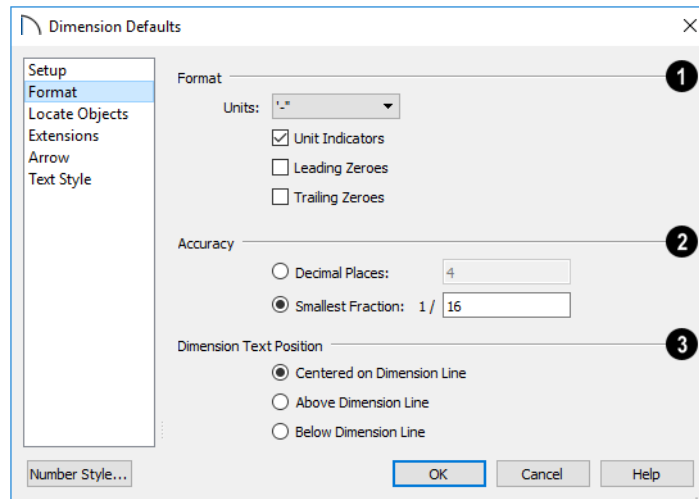 Dimension Defaults
Setup
Format
Locate Objects
Extensions
Arrow
Text Style
Format
1
Units: '-"
Unit Indicators
Leading Zeroes
Trailing Zeroes
Accuracy
2
Decimal Places: 4
Smallest Fraction: 1 / 16
Dimension Text Position
3
Centered on Dimension Line
Above Dimension Line
Below Dimension Line
Number Style... OK Cancel Help